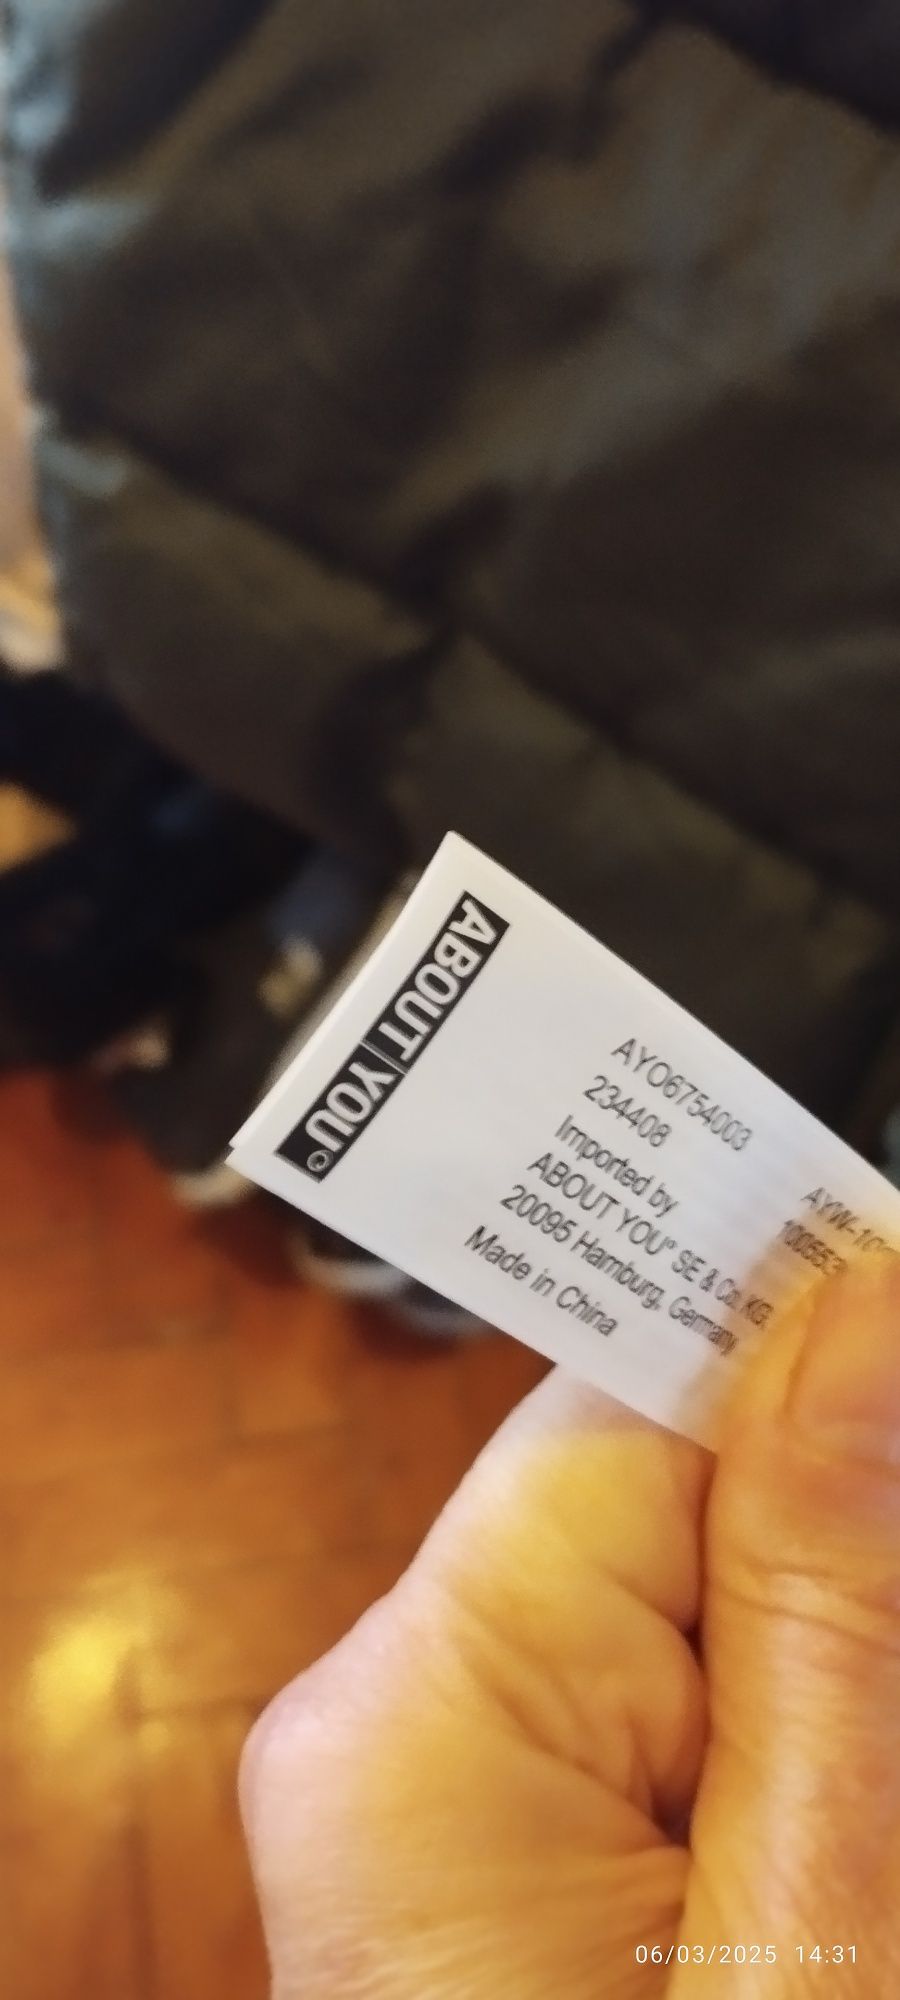 ABOUT YOU©
AYO6754003
234408
Imported by
ABOUT YOU® SE & Co. KG,
20095 Hamburg, Germany
Made in China
06/03/2025 14:31